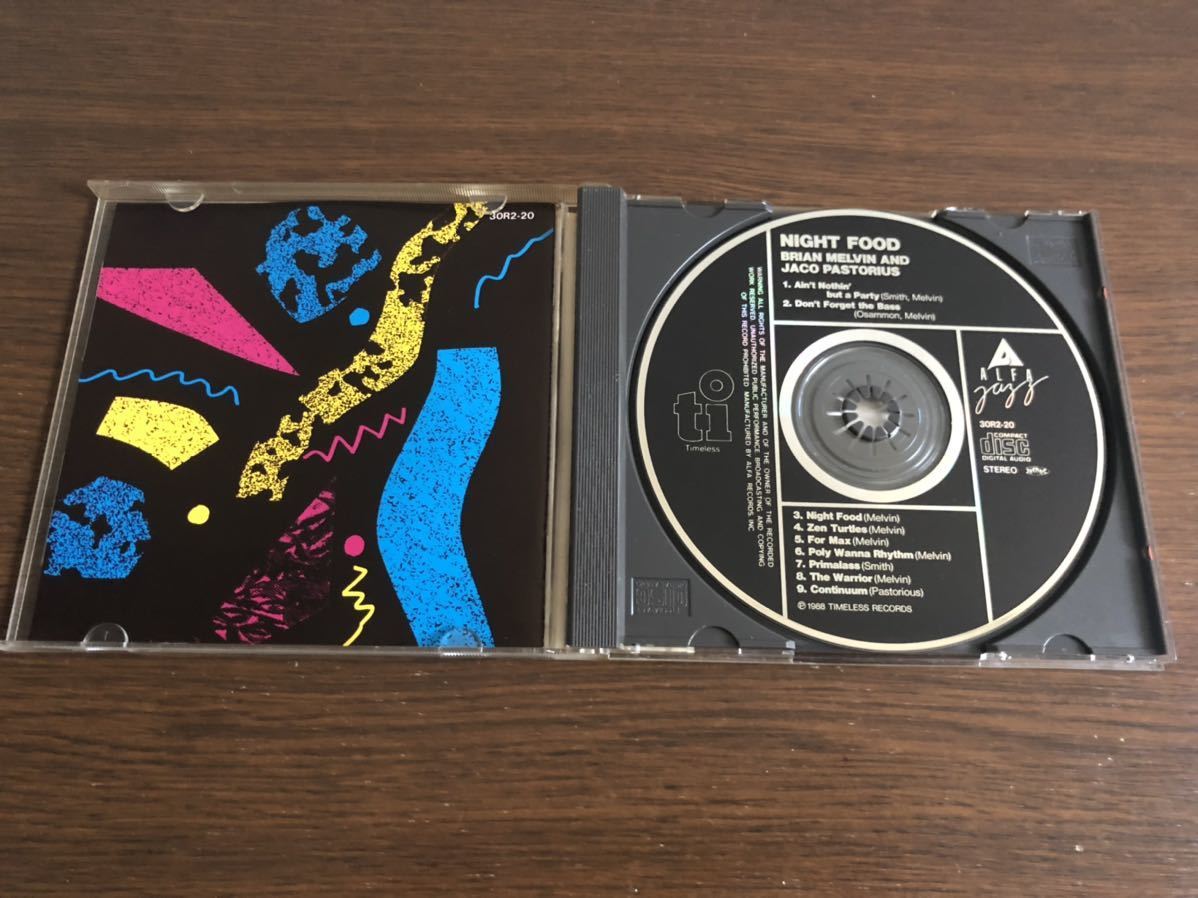 30R2-20
NIGHT FOOD
BRIAN MELVIN AND
JACO PASTORIUS
1. Ain't Nothin'
but a Party (Smith, Melvin)
2. Don't Forget the Bass
(Osammon, Melvin)
WARNING: ALL RIGHTS OF THE MANUFACTURER AND OF THE OWNER OF THE RECORDED
WORK RESERVED. UNAUTHORIZED PUBLIC PERFORMANCE BROADCASTING AND COPYING
OF THIS RECORD PROHIBITED. MANUFACTURED BY ALFA RECORDS, INC
ti
Timeless
ALFA
jazz
30R2-20
COMPACT
disc
DIGITAL AUDIO
STEREO
3. Night Food (Melvin)
4. Zen Turtles (Melvin)
5. For Max (Melvin)
6. Poly Wanna Rhythm (Melvin)
7. Primalass (Smith)
8. The Warrior (Melvin)
9. Continuum (Pastorious)
Ⓟ 1988 TIMELESS RECORDS